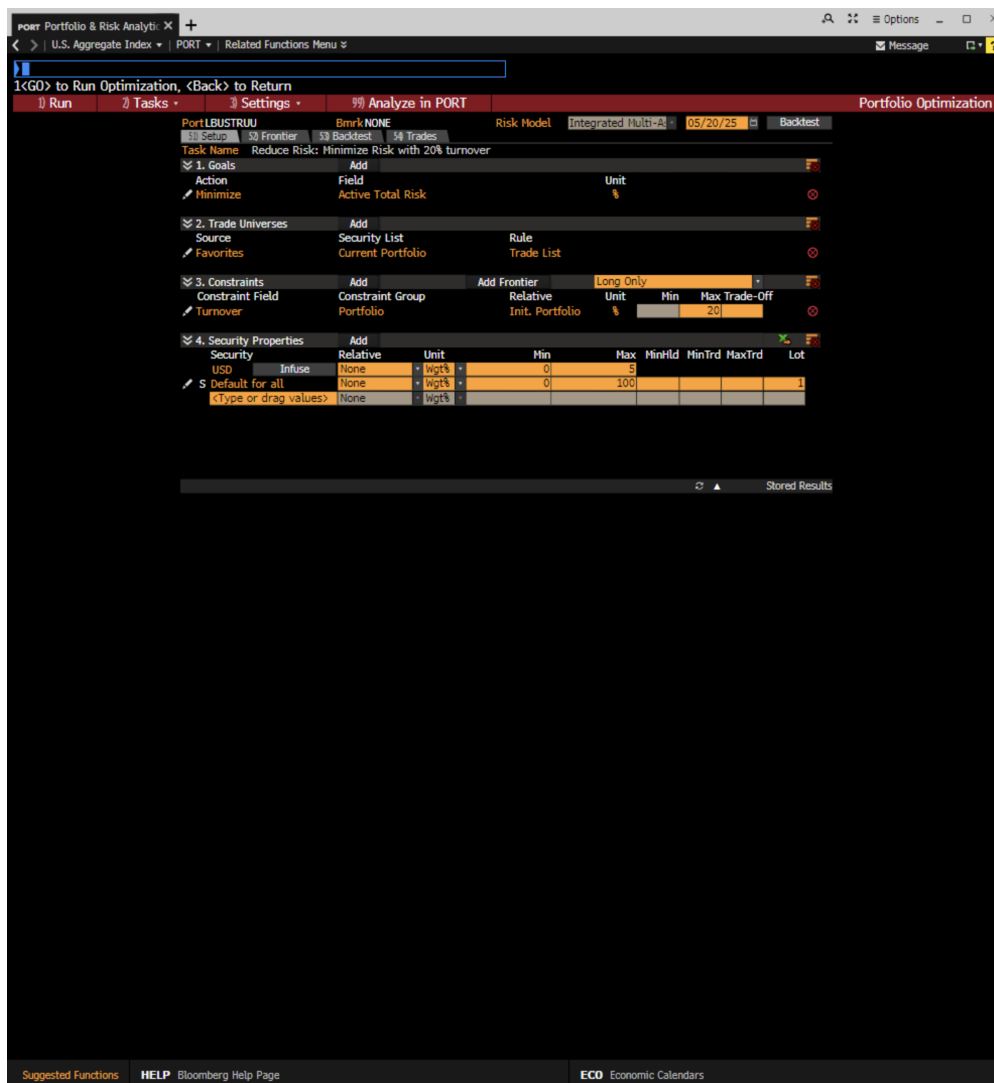 PORT Portfolio & Risk Analytic
Options
U.S. Aggregate Index PORT Related Functions Menu
Message
1<GO> to Run Optimization, <Back> to Return
1) Run 2) Tasks 3) Settings 99) Analyze in PORT Portfolio Optimization
Port LBUSTRUU Bmrk NONE Risk Model Integrated Multi-A 05/20/25 Backtest
51) Setup 52) Frontier 53) Backtest 54) Trades
Task Name Reduce Risk: Minimize Risk with 20% turnover
1. Goals Add
Action Field Unit
Minimize Active Total Risk %
2. Trade Universes Add
Source Security List Rule
Favorites Current Portfolio Trade List
3. Constraints Add Add Frontier Long Only
Constraint Field Constraint Group Relative Unit Min Max Trade-Off
Turnover Portfolio Init. Portfolio % 20
4. Security Properties Add
Security Relative Unit Min Max MinHld MinTrd MaxTrd Lot
USD Infuse None Wgt% 0 5
S Default for all None Wgt% 0 100 1
<Type or drag values> None Wgt%
Stored Results
Suggested Functions HELP Bloomberg Help Page ECO Economic Calendars